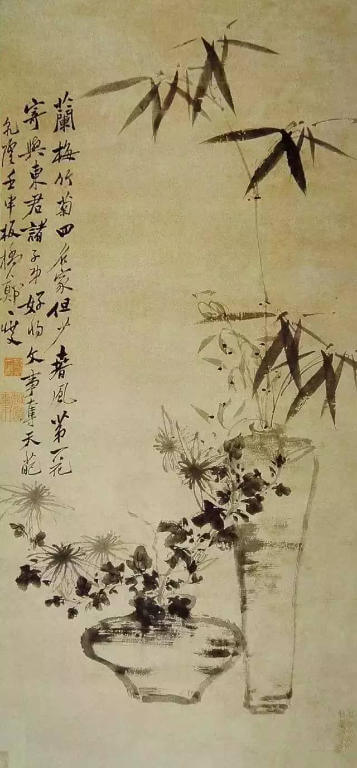 蘭梅竹菊四名家但少春風第一花
寄與東君諸子弟好將文事奪天葩
乾隆壬申板橋鄭燮